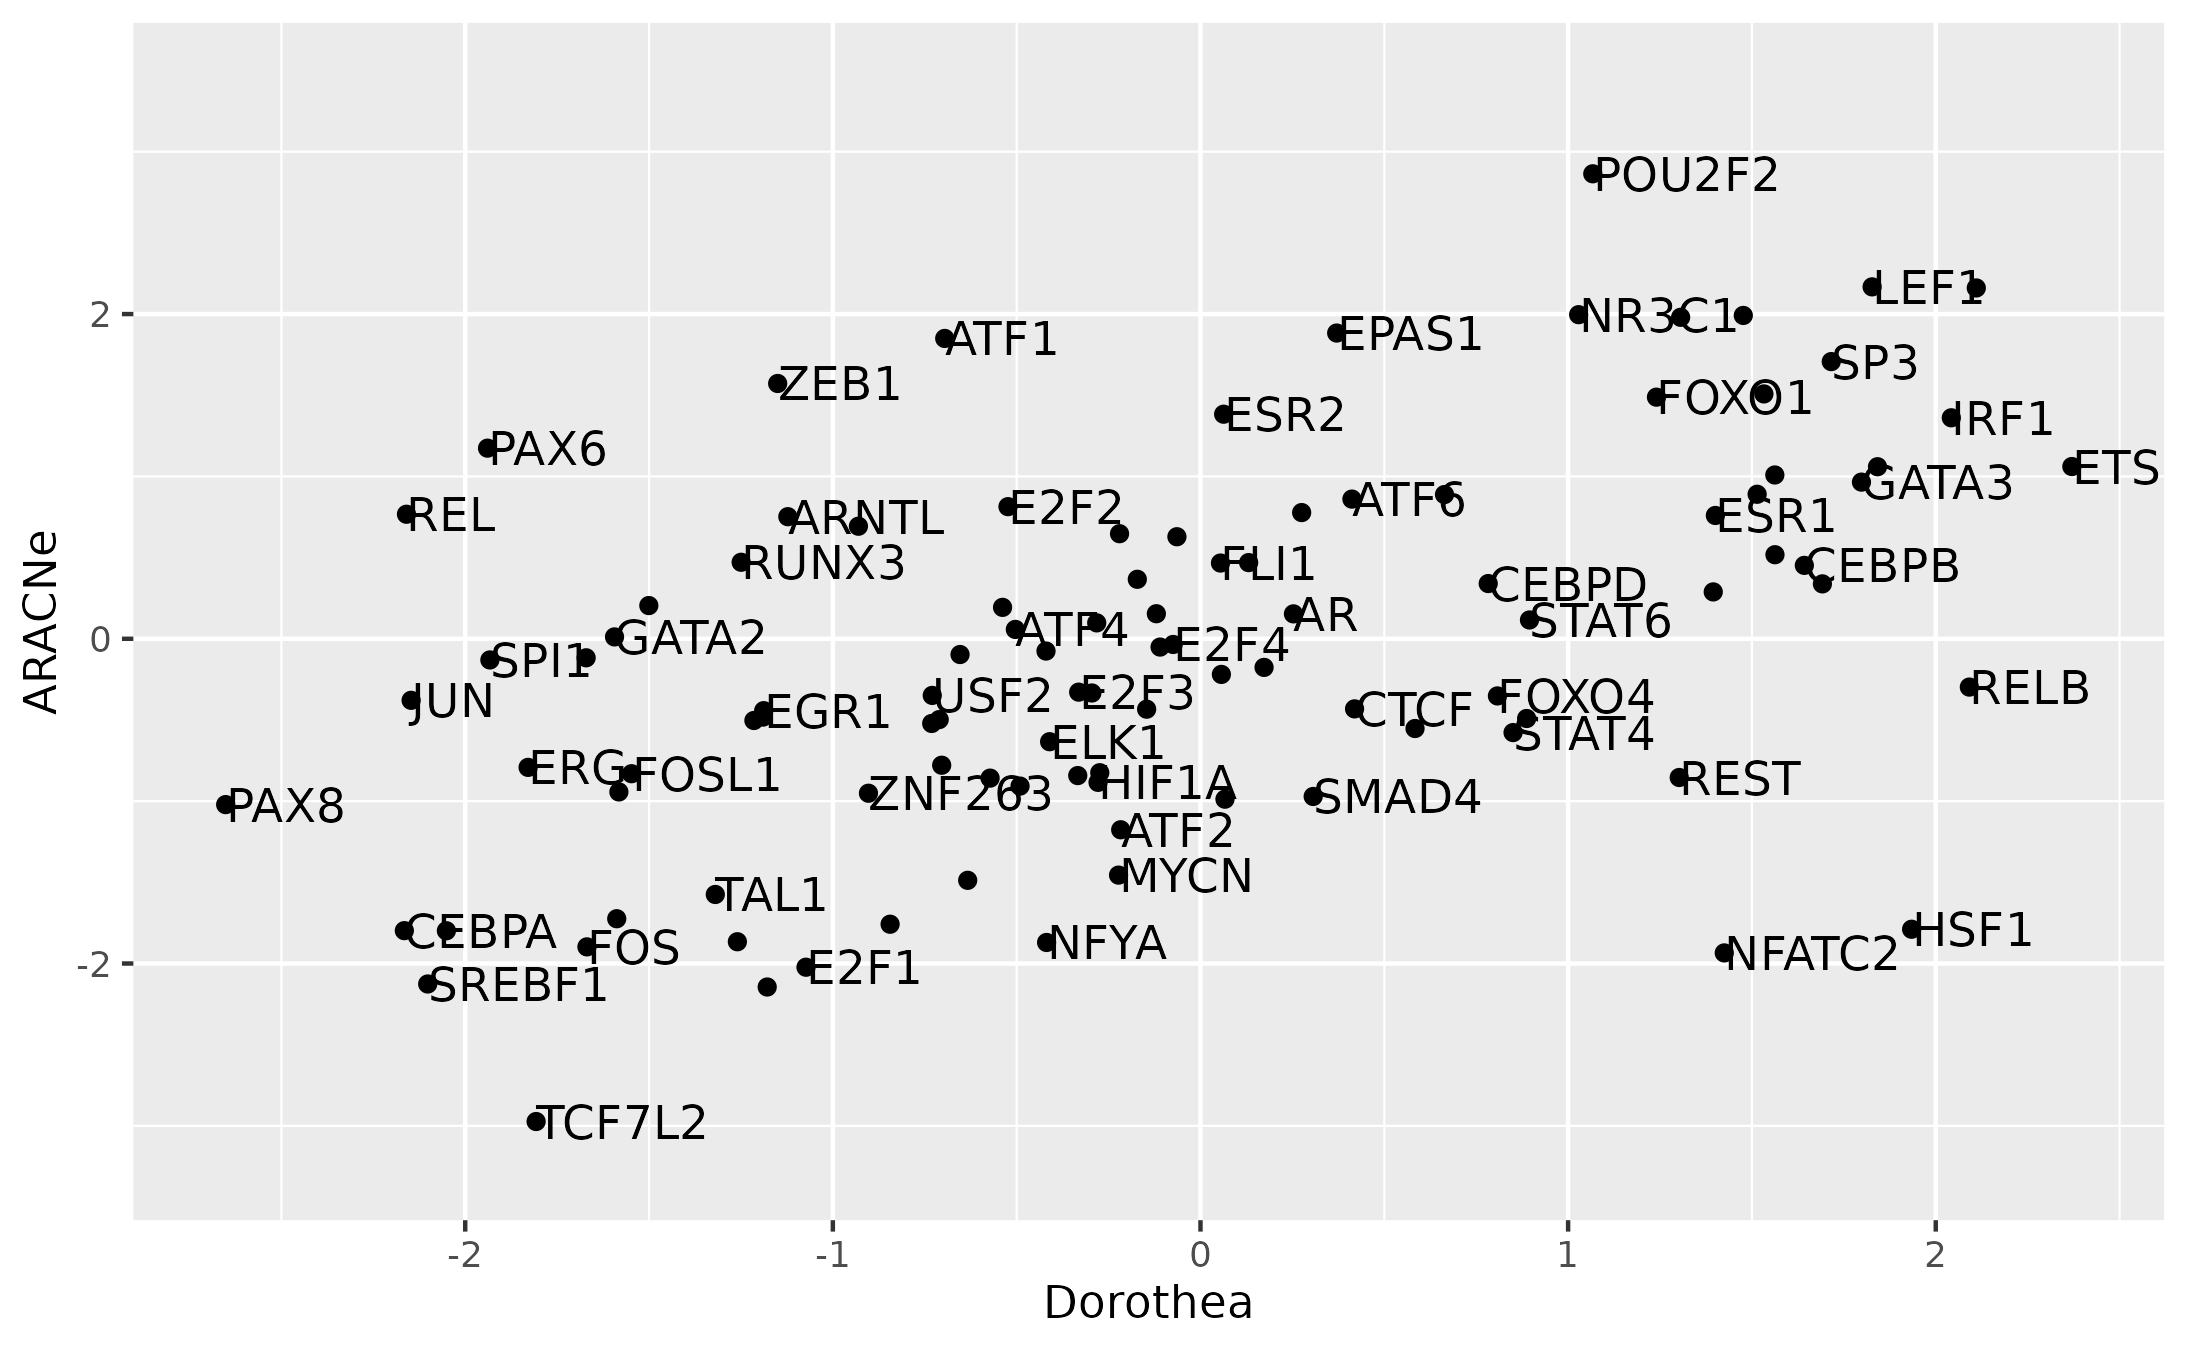 POU2F2
LEF1
NR3C1
EPAS1
ATF1
SP3
ZEB1
FOXO1
ESR2
IRF1
PAX6
ETS
GATA3
ATF6
E2F2
REL
ARNTL
ESR1
RUNX3
FLI1
CEBPB
CEBPD
AR
STAT6
ATF4
GATA2
E2F4
SPI1
RELB
E2F3
USF2
FOXO4
JUN
CTCF
EGR1
STAT4
ELK1
ERG
FOSL1
REST
HIF1A
ZNF263
SMAD4
PAX8
ATF2
MYCN
TAL1
HSF1
CEBPA
NFYA
FOS
NFATC2
E2F1
SREBF1
TCF7L2
2
0
-2
ARACNe
-2 -1 0 1 2
Dorothea